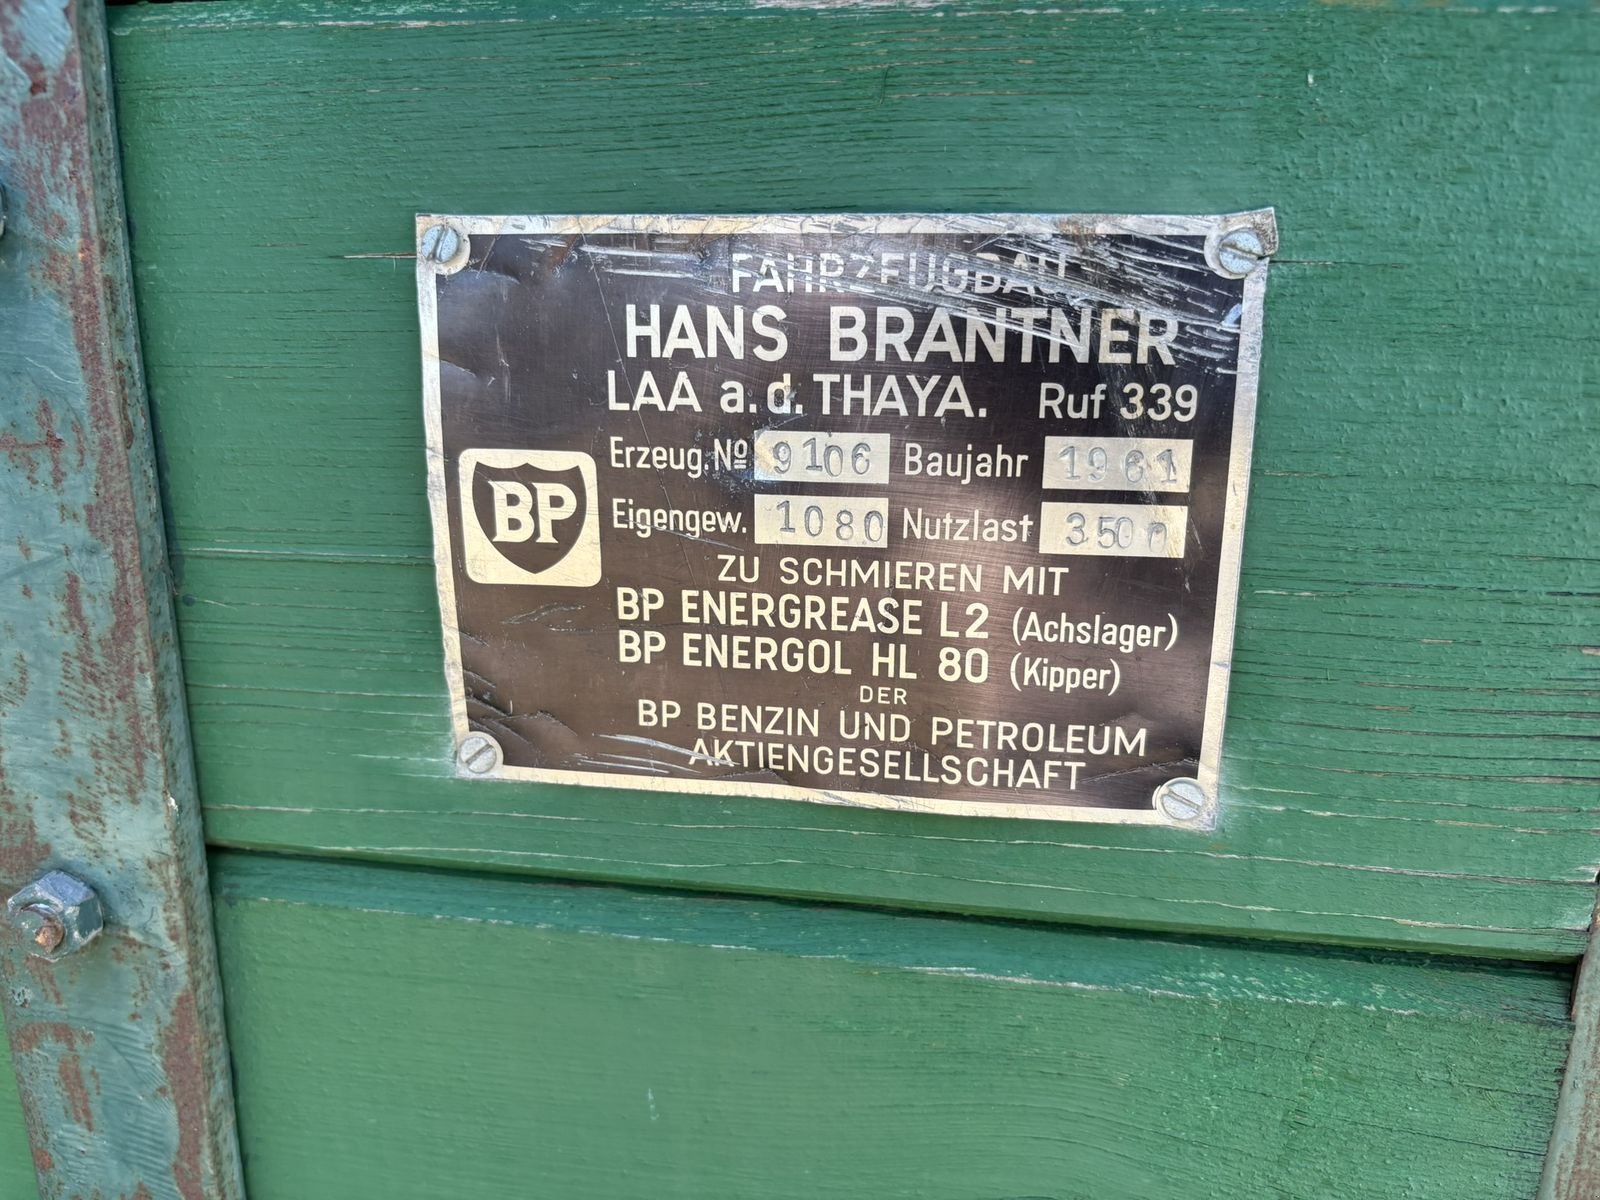 FAHRZEUGBAU
HANS BRANTNER
LAA a.d. THAYA. Ruf 339
Erzeug. Nº 9106 Baujahr 1961
Eigengew. 1080 Nutzlast 3500
BP
ZU SCHMIEREN MIT
BP ENERGREASE L2 (Achslager)
BP ENERGOL HL 80 (Kipper)
DER
BP BENZIN UND PETROLEUM
AKTIENGESELLSCHAFT